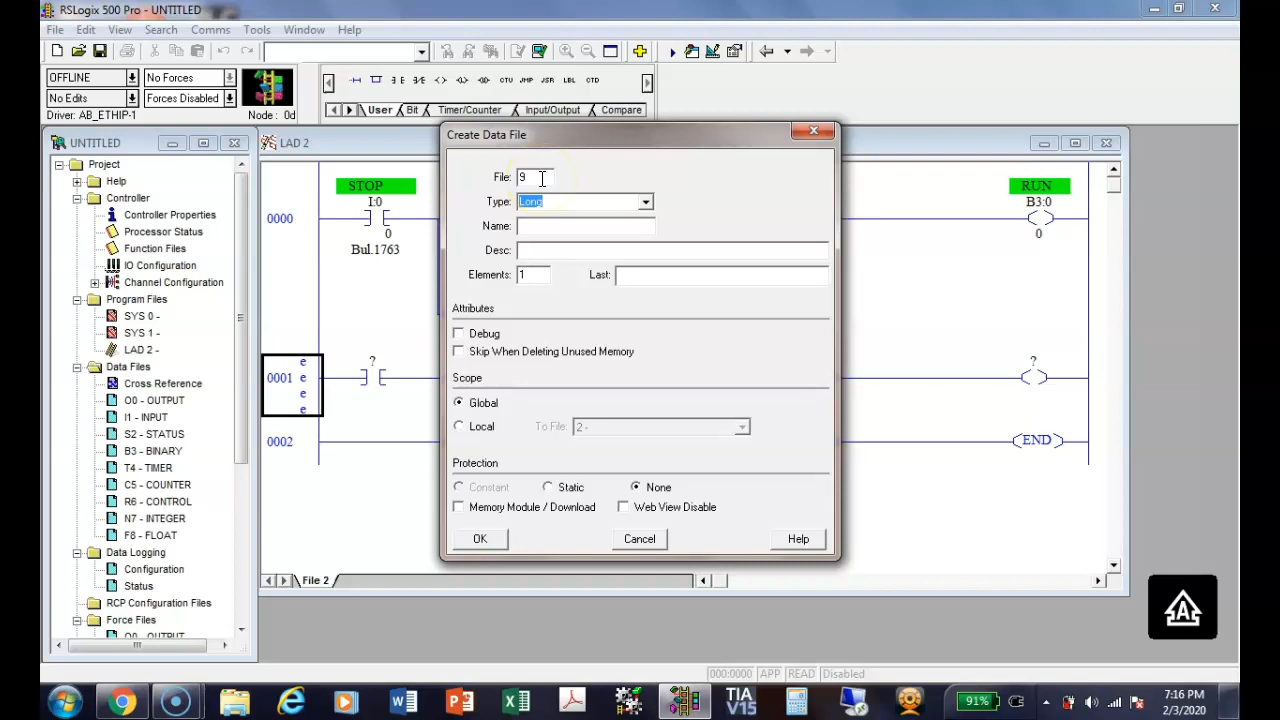 RSLogix 500 Pro - UNTITLED
File Edit View Search Comms Tools Window Help
OFFLINE No Forces
No Edits Forces Disabled
Driver: AB_ETHIP-1 Node : 0d
CTU JMP JSR LBL CTD
User Bit Timer/Counter Input/Output Compare
UNTITLED
Project
Help
Controller
Controller Properties
Processor Status
Function Files
IO Configuration
Channel Configuration
Program Files
SYS 0 -
SYS 1 -
LAD 2 -
Data Files
Cross Reference
O0 - OUTPUT
I1 - INPUT
S2 - STATUS
B3 - BINARY
T4 - TIMER
C5 - COUNTER
R6 - CONTROL
N7 - INTEGER
F8 - FLOAT
Data Logging
Configuration
Status
RCP Configuration Files
Force Files
O0 - OUTPUT
LAD 2
STOP
I:0
0000
0
Bul.1763
RUN
B3:0
0
e
0001 e
e
e
?
?
0002
END
File 2
Create Data File
File: 9
Type: Long
Name:
Desc:
Elements: 1 Last:
Attributes
Debug
Skip When Deleting Unused Memory
Scope
Global
Local To File: 2 -
Protection
Constant Static None
Memory Module / Download Web View Disable
OK Cancel Help
A
000:0000 APP READ Disabled
TIA
V15
91%
7:16 PM
2/3/2020